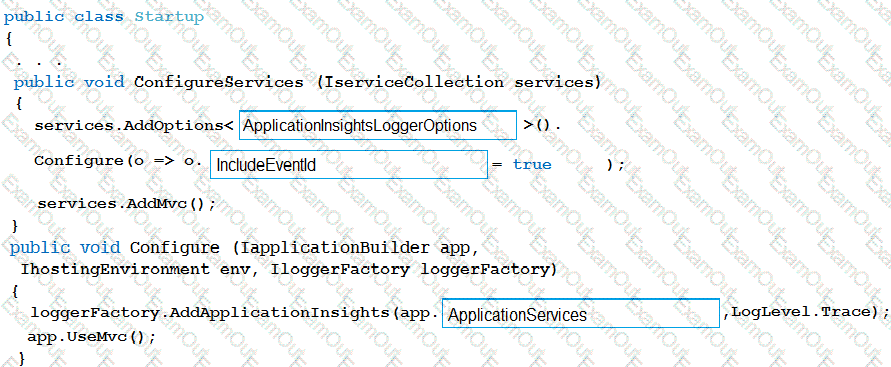 public class Startup
{
. . .
public void ConfigureServices (IserviceCollection services)
{
services.AddOptions< ApplicationInsightsLoggerOptions >().
Configure(o => o. IncludeEventId = true );
services.AddMvc();
}
public void Configure (IapplicationBuilder app,
IhostingEnvironment env, IloggerFactory loggerFactory)
{
loggerFactory.AddApplicationInsights(app. ApplicationServices ,LogLevel.Trace);
app.UseMvc();
}